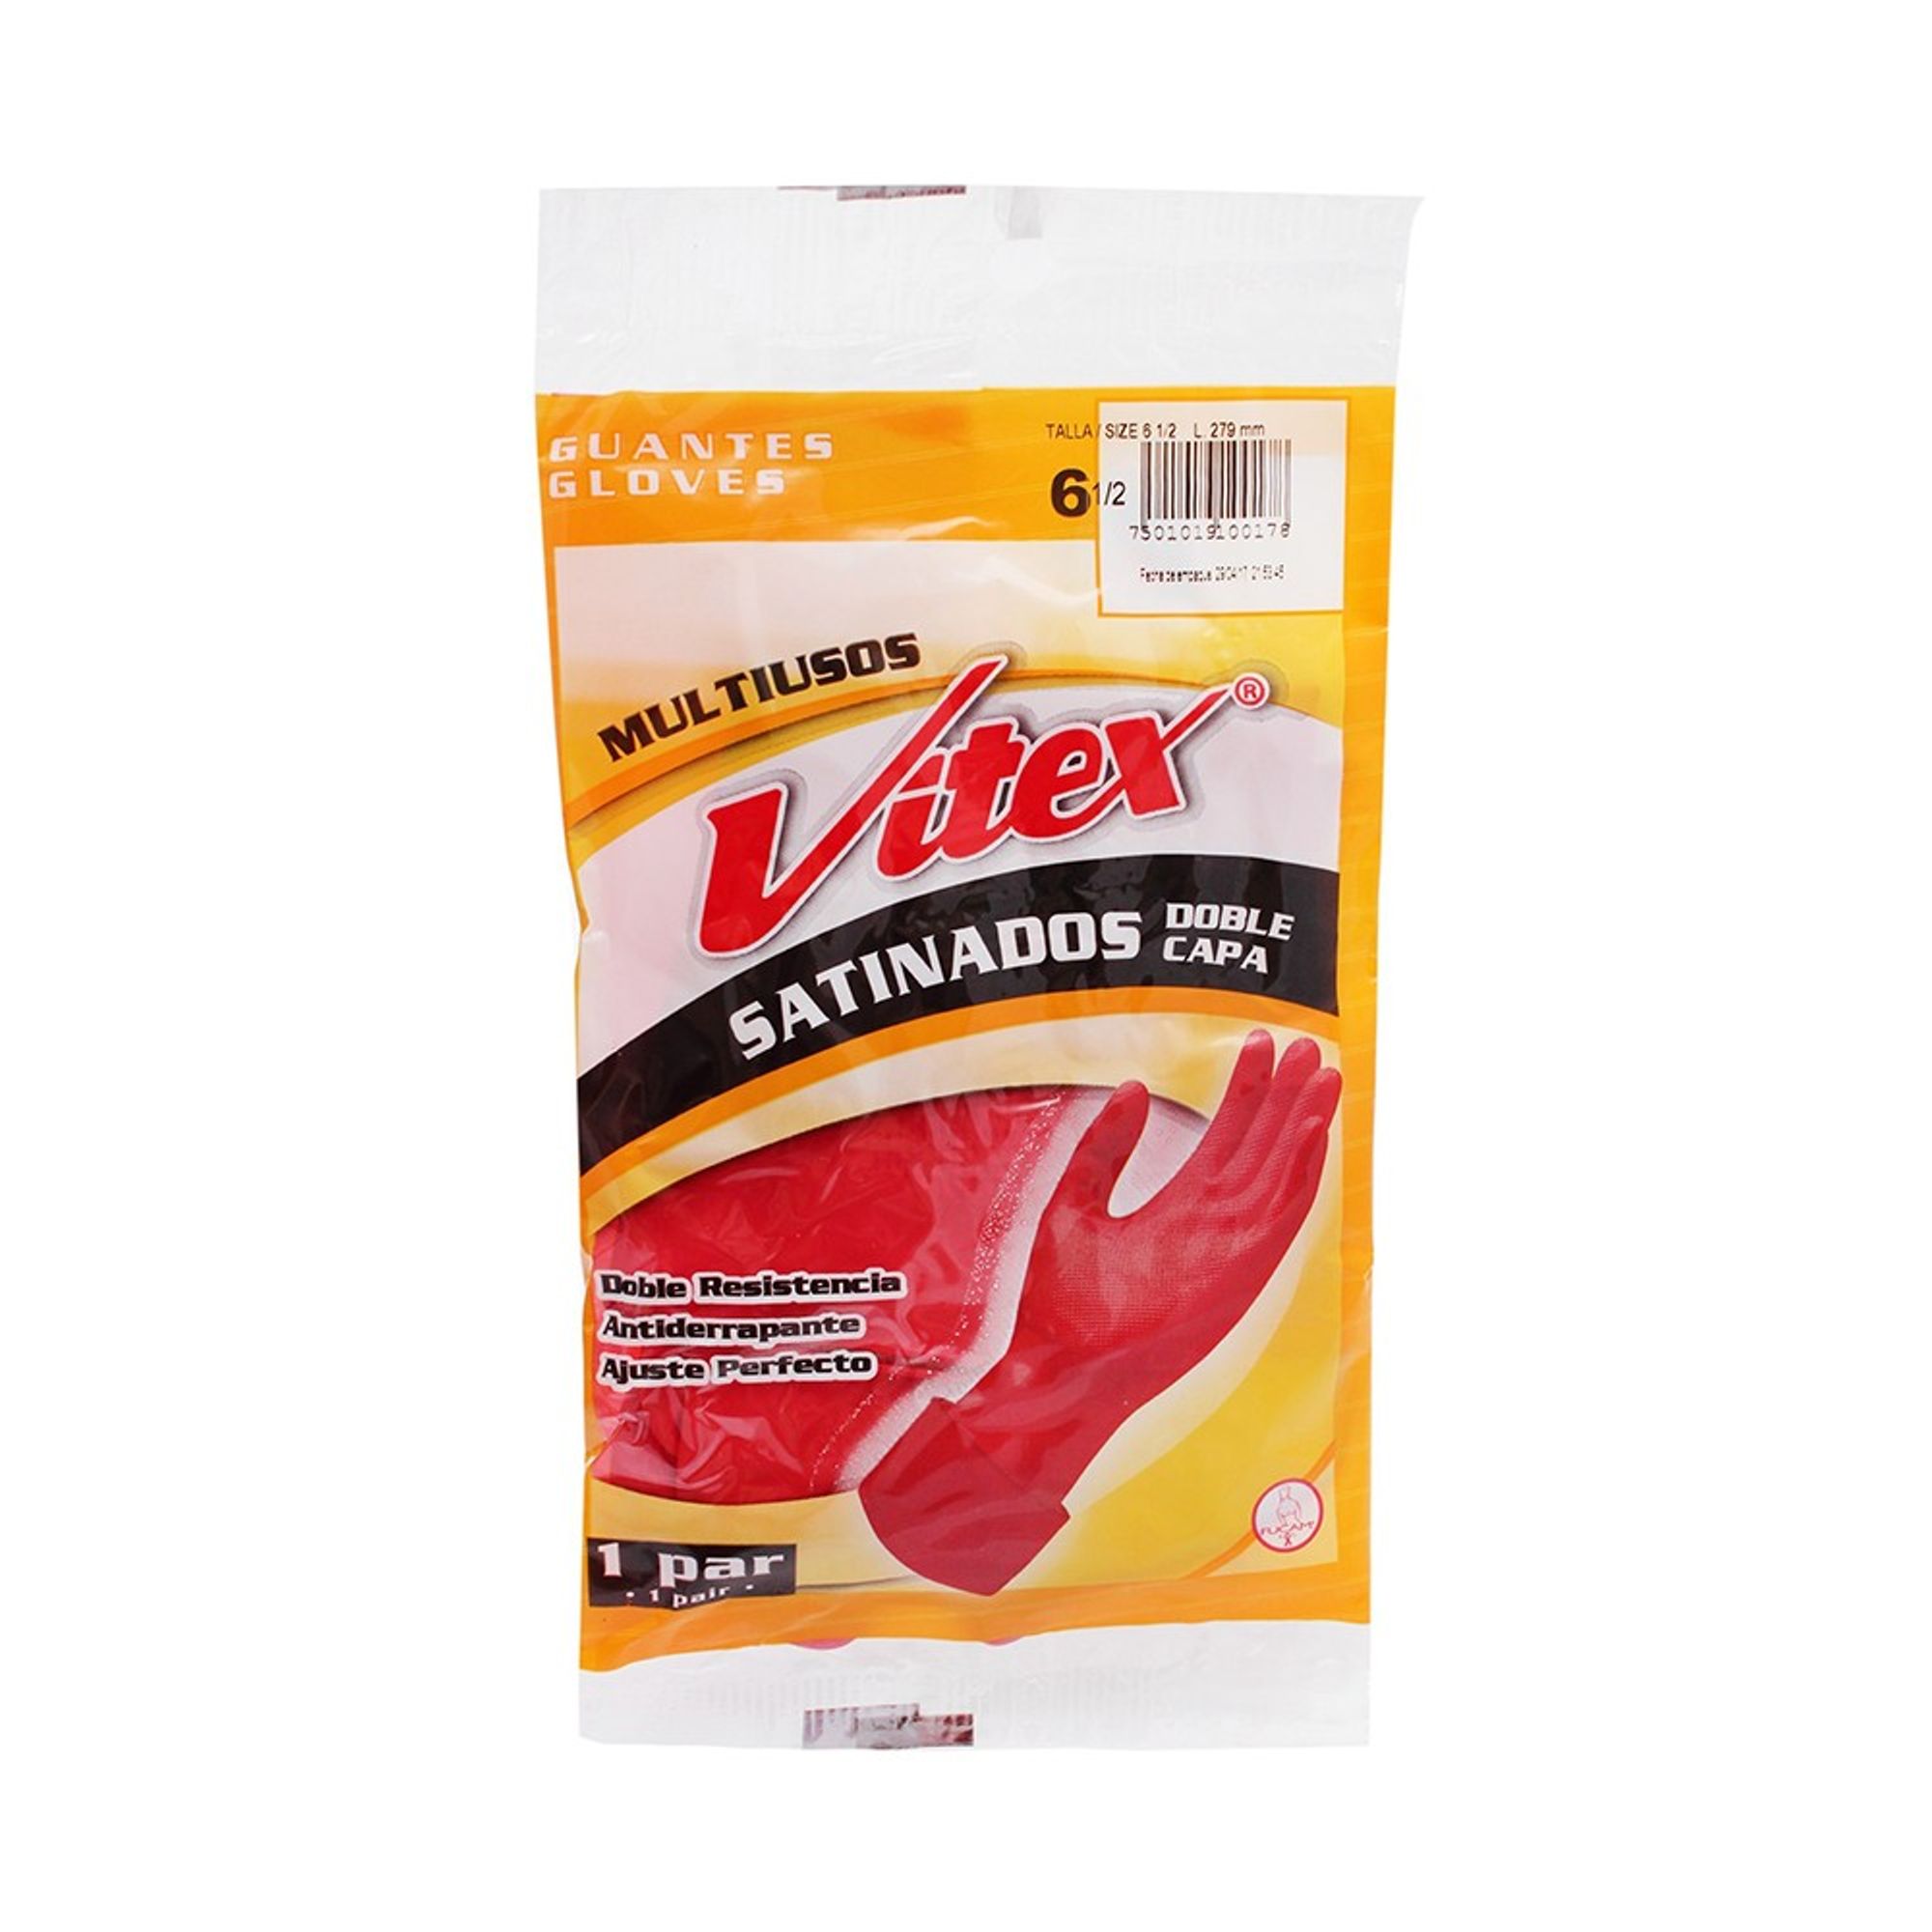 GUANTES
GLOVES
TALLA / SIZE 6 1/2 L. 279 mm
6 1/2
7501019100178
MULTIUSOS
Vitex®
SATINADOS DOBLE
CAPA
Doble Resistencia
Antiderrapante
Ajuste Perfecto
FUCAM
1 par
• 1 pair •